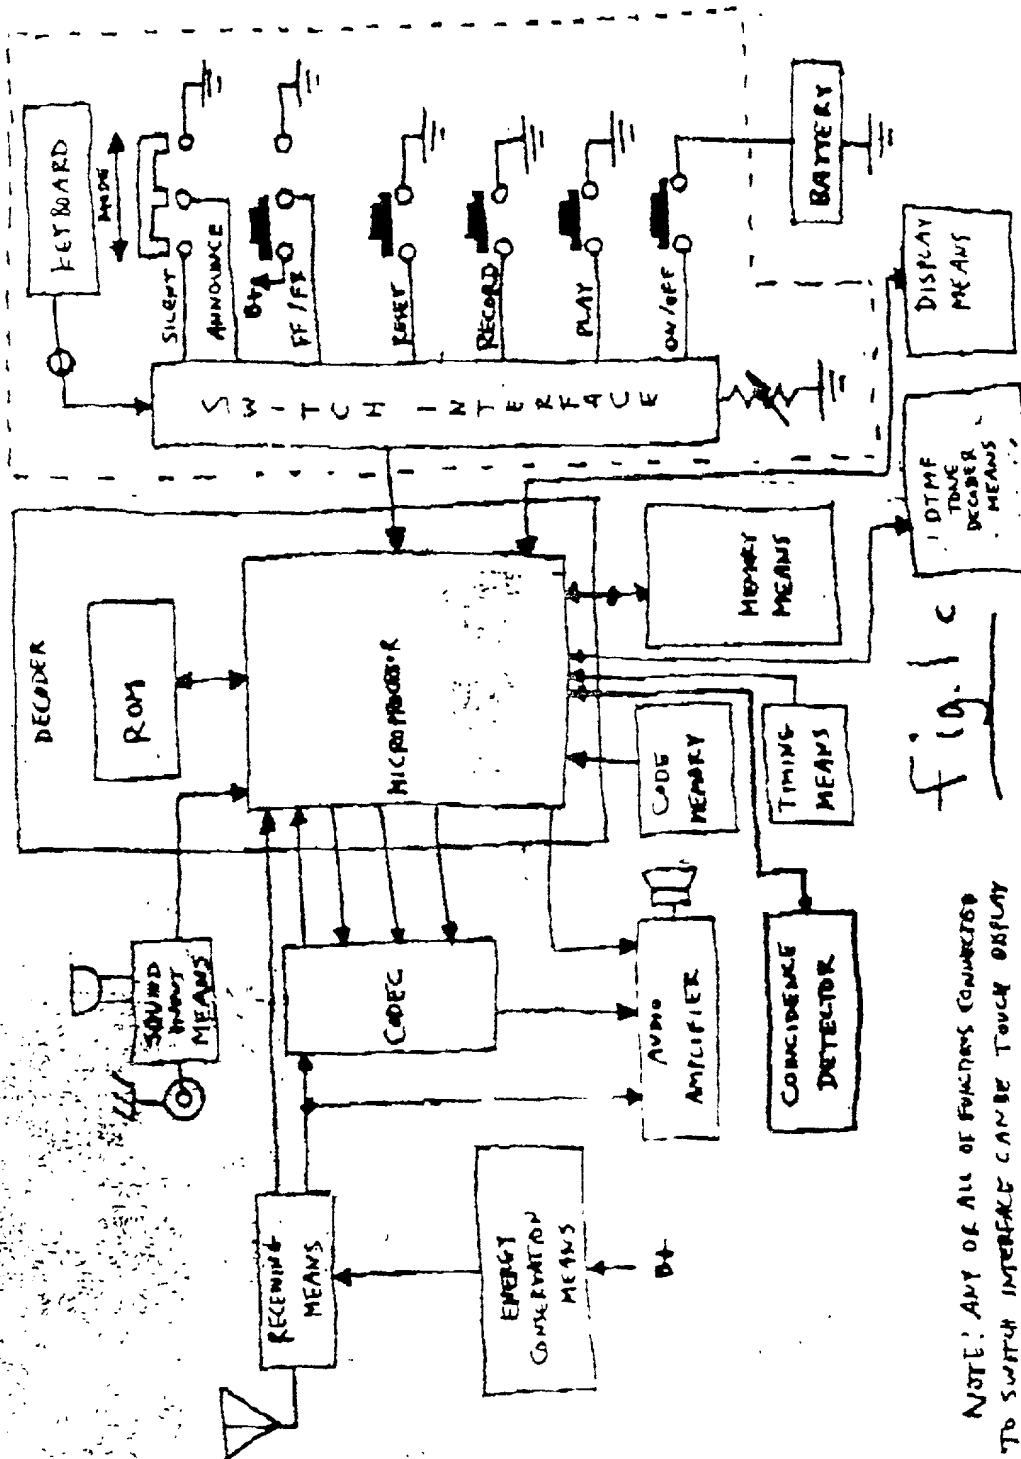 KEYBOARD
MODE
SILENT
ANNOUNCE
B+
FF/FR
RESET
RECORD
PLAY
ON/OFF
BATTERY
SWITCH INTERFACE
DISPLAY
MEANS
DTMF
TONE
DECODER
MEANS
DECODER
ROM
MICROPROCESSOR
MEMORY
MEANS
CODE
MEMORY
TIMING
MEANS
SOUND
INPUT
MEANS
CODEC
AUDIO
AMPLIFIER
COINCIDENCE
DETECTOR
RECEIVING
MEANS
ENERGY
CONSERVATION
MEANS
B+
Fig. 1c
NOTE: ANY OR ALL OF FUNCTIONS CONNECTED
TO SWITCH INTERFACE CAN BE TOUCH DISPLAY